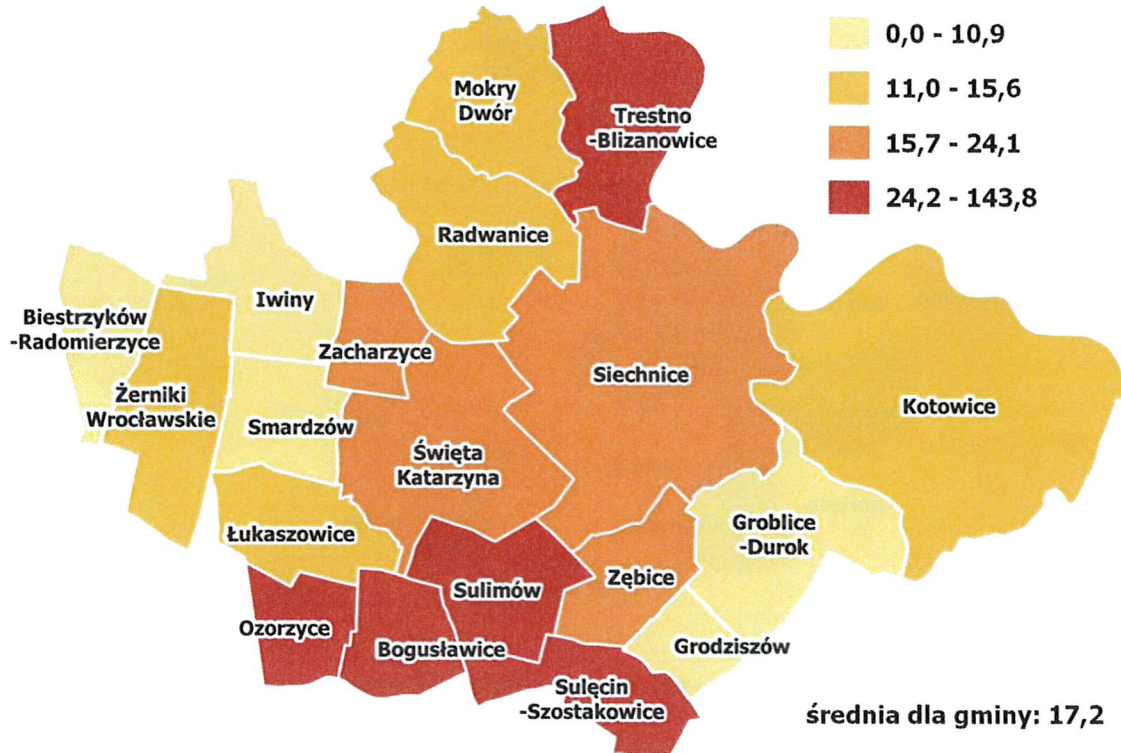 0,0 - 10,9
11,0 - 15,6
15,7 - 24,1
24,2 - 143,8
Mokry
Dwór
Trestno
-Blizanowice
Radwanice
Iwiny
Biestrzyków
-Radomierzyce
Zacharzyce
Siechnice
Żerniki
Wrocławskie
Kotowice
Smardzów
Święta
Katarzyna
Łukaszowice
Groblice
-Durok
Sulimów
Zębice
Ozorzyce
Bogusławice
Grodziszów
Sulęcin
-Szostakowice
średnia dla gminy: 17,2